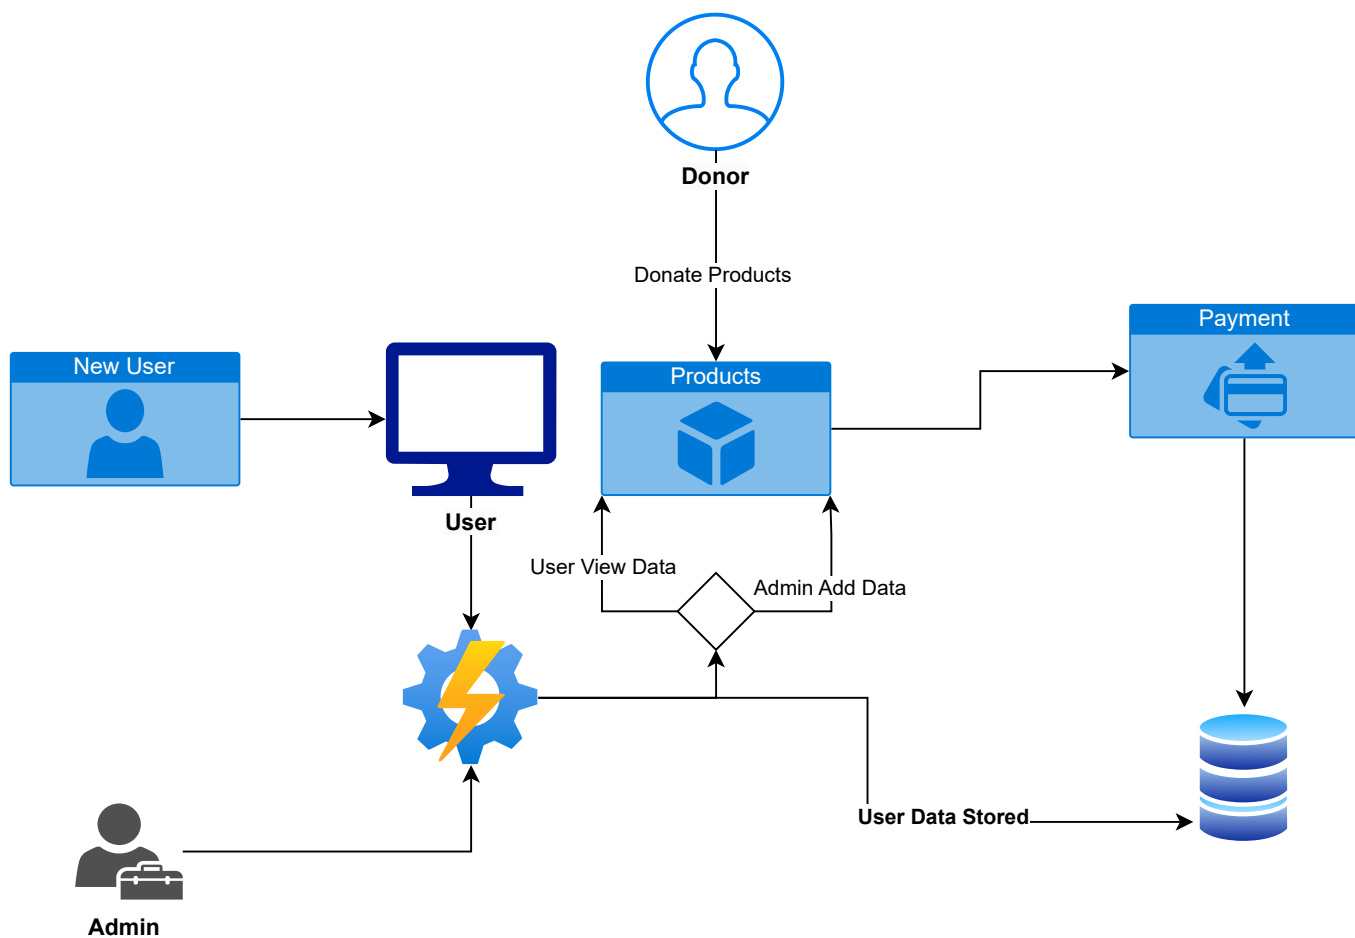 Donor
Donate Products
Payment
New User
Products
User
User View Data
Admin Add Data
User Data Stored
Admin